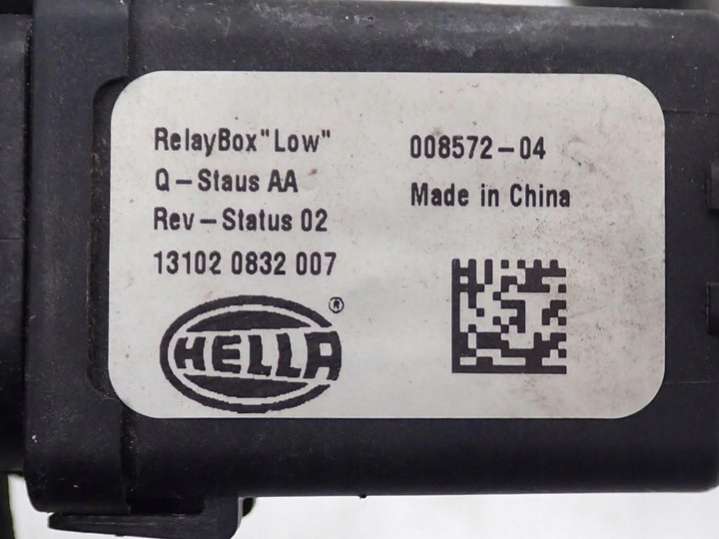 RelayBox "Low"
Q-Staus AA
Rev-Status 02
13102 0832 007
HELLA ®
008572-04
Made in China